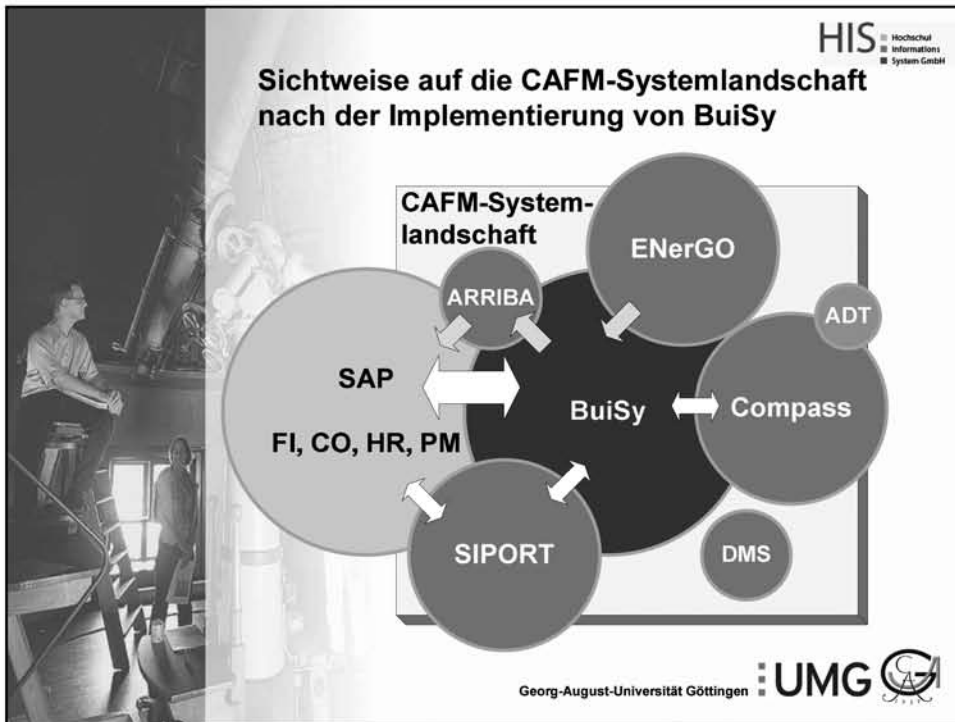 HIS
Hochschul
Informations
System GmbH
Sichtweise auf die CAFM-Systemlandschaft
nach der Implementierung von BuiSy
CAFM-System-
landschaft
ENerGO
ARRIBA
ADT
SAP
BuiSy
Compass
FI, CO, HR, PM
SIPORT
DMS
Georg-August-Universität Göttingen
UMG